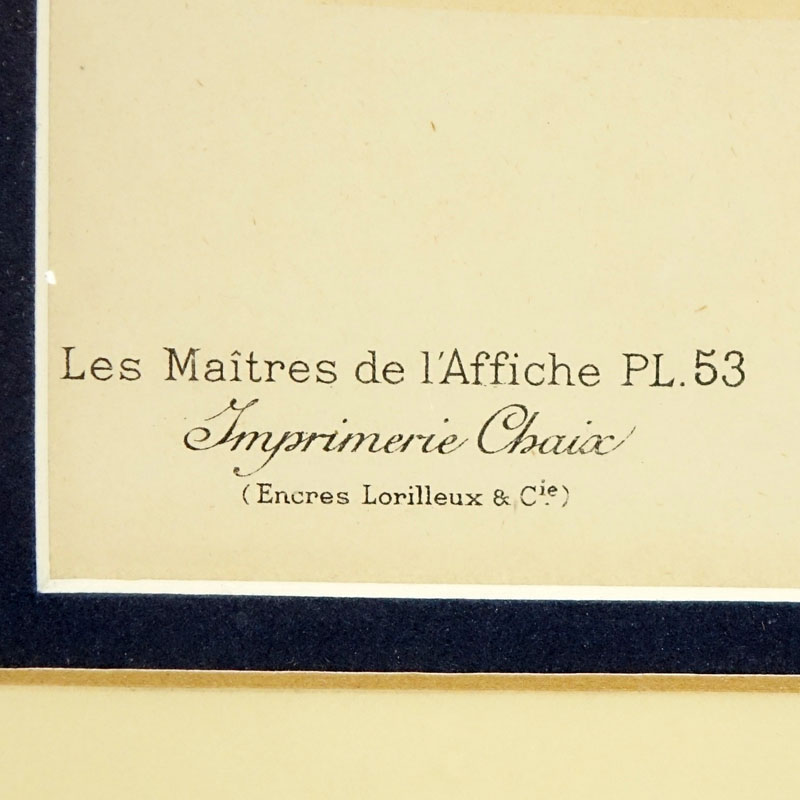 Les Maîtres de l'Affiche PL.53
Imprimerie Chaix
(Encres Lorilleux & Cie)